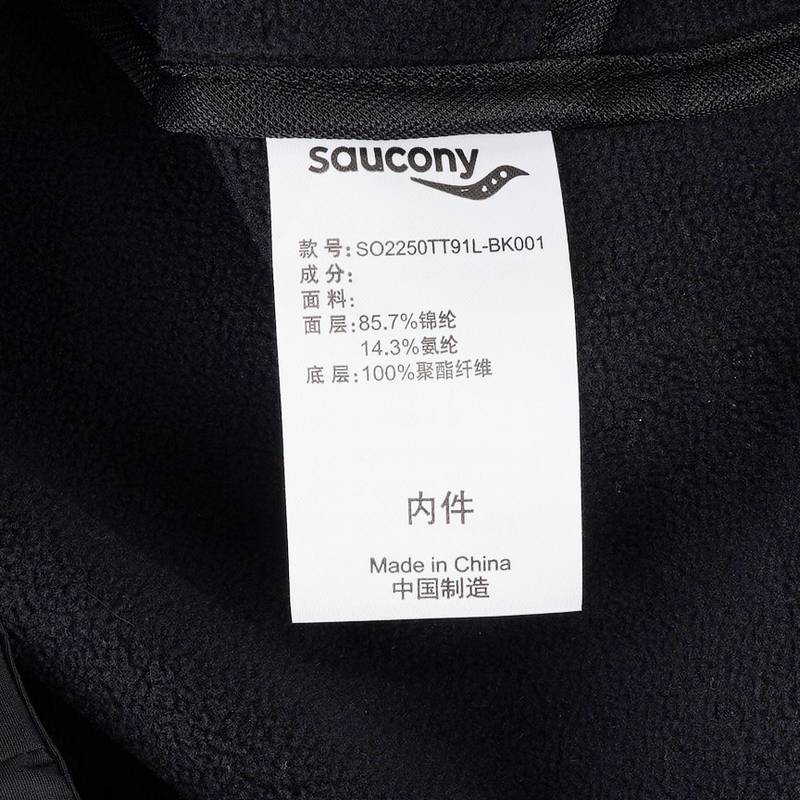 saucony
款号:SO2250TT91L-BK001
成分:
面料:
面层:85.7%锦纶
14.3%氨纶
底层:100%聚酯纤维
内件
Made in China
中国制造